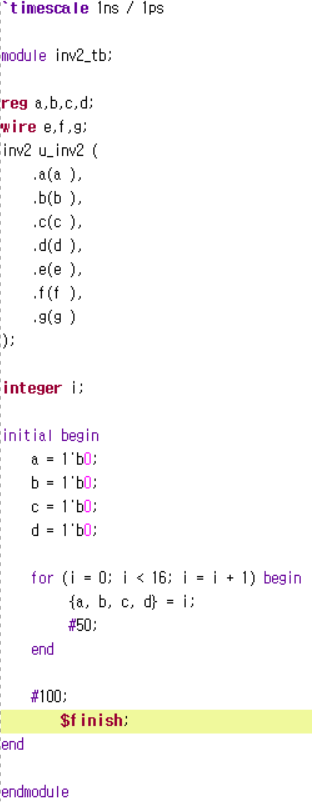 `timescale 1ns / 1ps
module inv2_tb;
reg a,b,c,d;
wire e,f,g;
inv2 u_inv2 (
.a(a ),
.b(b ),
.c(c ),
.d(d ),
.e(e ),
.f(f ),
.g(g )
);
integer i;
initial begin
a = 1'b0;
b = 1'b0;
c = 1'b0;
d = 1'b0;
for (i = 0; i < 16; i = i + 1) begin
{a, b, c, d} = i;
#50;
end
#100;
$finish;
end
endmodule